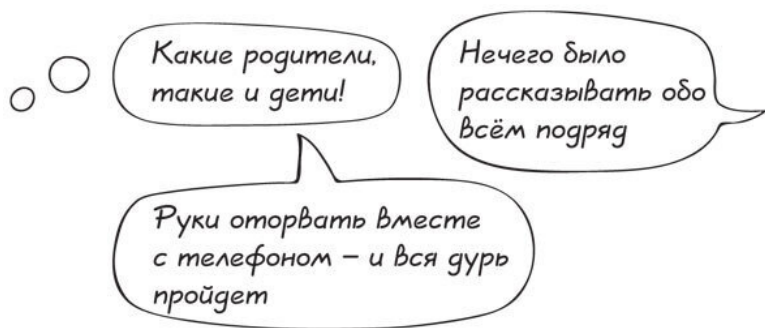 Какие родители,
такие и дети!
Нечего было
рассказывать обо
всём подряд
Руки оторвать вместе
с телефоном – и вся дурь
пройдет